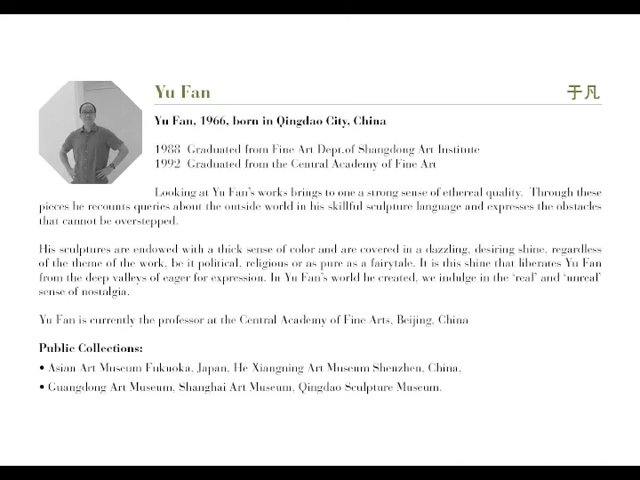 Yu Fan 于凡
Yu Fan, 1966, born in Qingdao City, China
1988 Graduated from Fine Art Dept.of Shangdong Art Institute
1992 Graduated from the Central Academy of Fine Art
Looking at Yu Fan's works brings to one a strong sense of ethereal quality. Through these
pieces he recounts queries about the outside world in his skillful sculpture language and expresses the obstacles
that cannot be overstepped.
His sculptures are endowed with a thick sense of color and are covered in a dazzling, desiring shine, regardless
of the theme of the work, be it political, religious or as pure as a fairytale. It is this shine that liberates Yu Fan
from the deep valleys of eager for expression. In Yu Fan's world he created, we indulge in the 'real' and 'unreal'
sense of nostalgia.
Yu Fan is currently the professor at the Central Academy of Fine Arts, Beijing, China
Public Collections:
• Asian Art Museum Fukuoka, Japan, He Xiangning Art Museum Shenzhen, China,
• Guangdong Art Museum, Shanghai Art Museum, Qingdao Sculpture Museum.